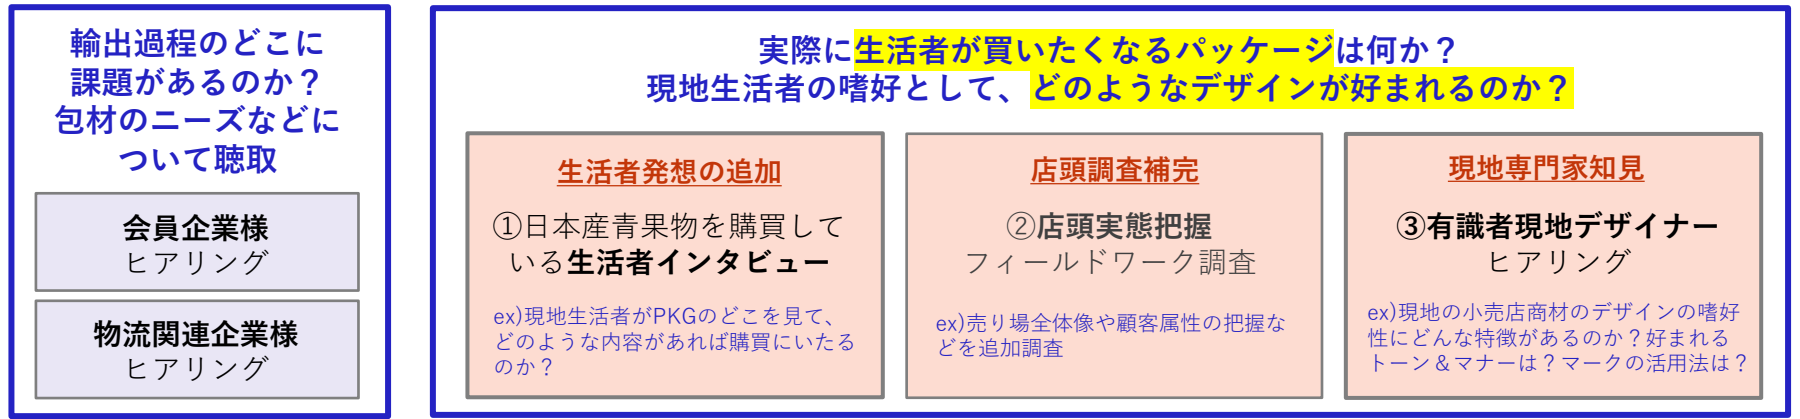 輸出過程のどこに
課題があるのか？
包材のニーズなどに
ついて聴取
会員企業様
ヒアリング
物流関連企業様
ヒアリング
実際に生活者が買いたくなるパッケージは何か？
現地生活者の嗜好として、どのようなデザインが好まれるのか？
生活者発想の追加
①日本産青果物を購買して
いる生活者インタビュー
ex)現地生活者がPKGのどこを見て、
どのような内容があれば購買にいたる
のか？
店頭調査補完
②店頭実態把握
フィールドワーク調査
ex)売り場全体像や顧客属性の把握な
どを追加調査
現地専門家知見
③有識者現地デザイナー
ヒアリング
ex)現地の小売店商材のデザインの嗜好
性にどんな特徴があるのか？好まれる
トーン＆マナーは？マークの活用法は？